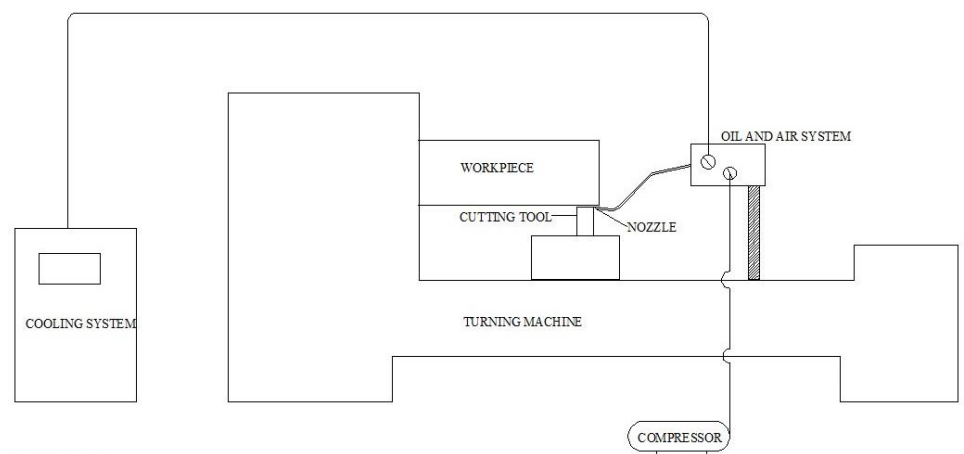 OIL AND AIR SYSTEM
WORKPIECE
CUTTING TOOL
NOZZLE
COOLING SYSTEM
TURNING MACHINE
COMPRESSOR